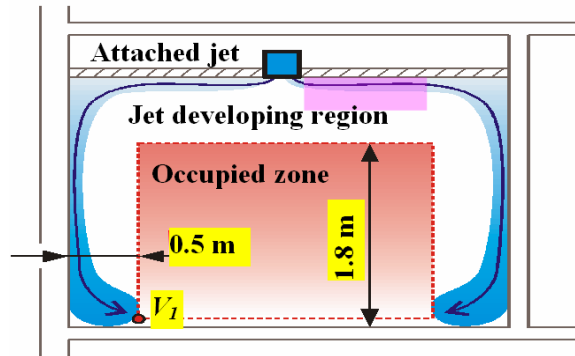 Attached jet
Jet developing region
Occupied zone
0.5 m
1.8 m
V1